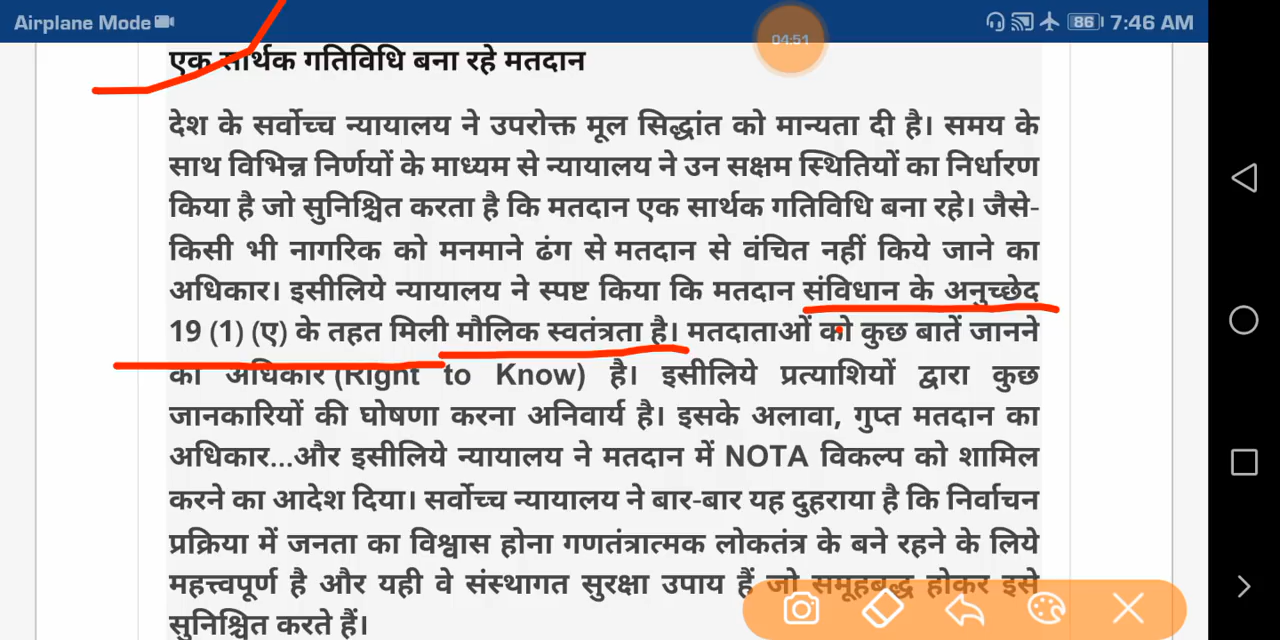 Airplane Mode
86
7:46 AM
04:51
एक सार्थक गतिविधि बना रहे मतदान
देश के सर्वोच्च न्यायालय ने उपरोक्त मूल सिद्धांत को मान्यता दी है। समय के
साथ विभिन्न निर्णयों के माध्यम से न्यायालय ने उन सक्षम स्थितियों का निर्धारण
किया है जो सुनिश्चित करता है कि मतदान एक सार्थक गतिविधि बना रहे। जैसे-
किसी भी नागरिक को मनमाने ढंग से मतदान से वंचित नहीं किये जाने का
अधिकार। इसीलिये न्यायालय ने स्पष्ट किया कि मतदान संविधान के अनुच्छेद
19 (1) (ए) के तहत मिली मौलिक स्वतंत्रता है। मतदाताओं को कुछ बातें जानने
का अधिकार (Right to Know) है। इसीलिये प्रत्याशियों द्वारा कुछ
जानकारियों की घोषणा करना अनिवार्य है। इसके अलावा, गुप्त मतदान का
अधिकार...और इसीलिये न्यायालय ने मतदान में NOTA विकल्प को शामिल
करने का आदेश दिया। सर्वोच्च न्यायालय ने बार-बार यह दुहराया है कि निर्वाचन
प्रक्रिया में जनता का विश्वास होना गणतंत्रात्मक लोकतंत्र के बने रहने के लिये
महत्त्वपूर्ण है और यही वे संस्थागत सुरक्षा उपाय हैं जो समूहबद्ध होकर इसे
सुनिश्चित करते हैं।